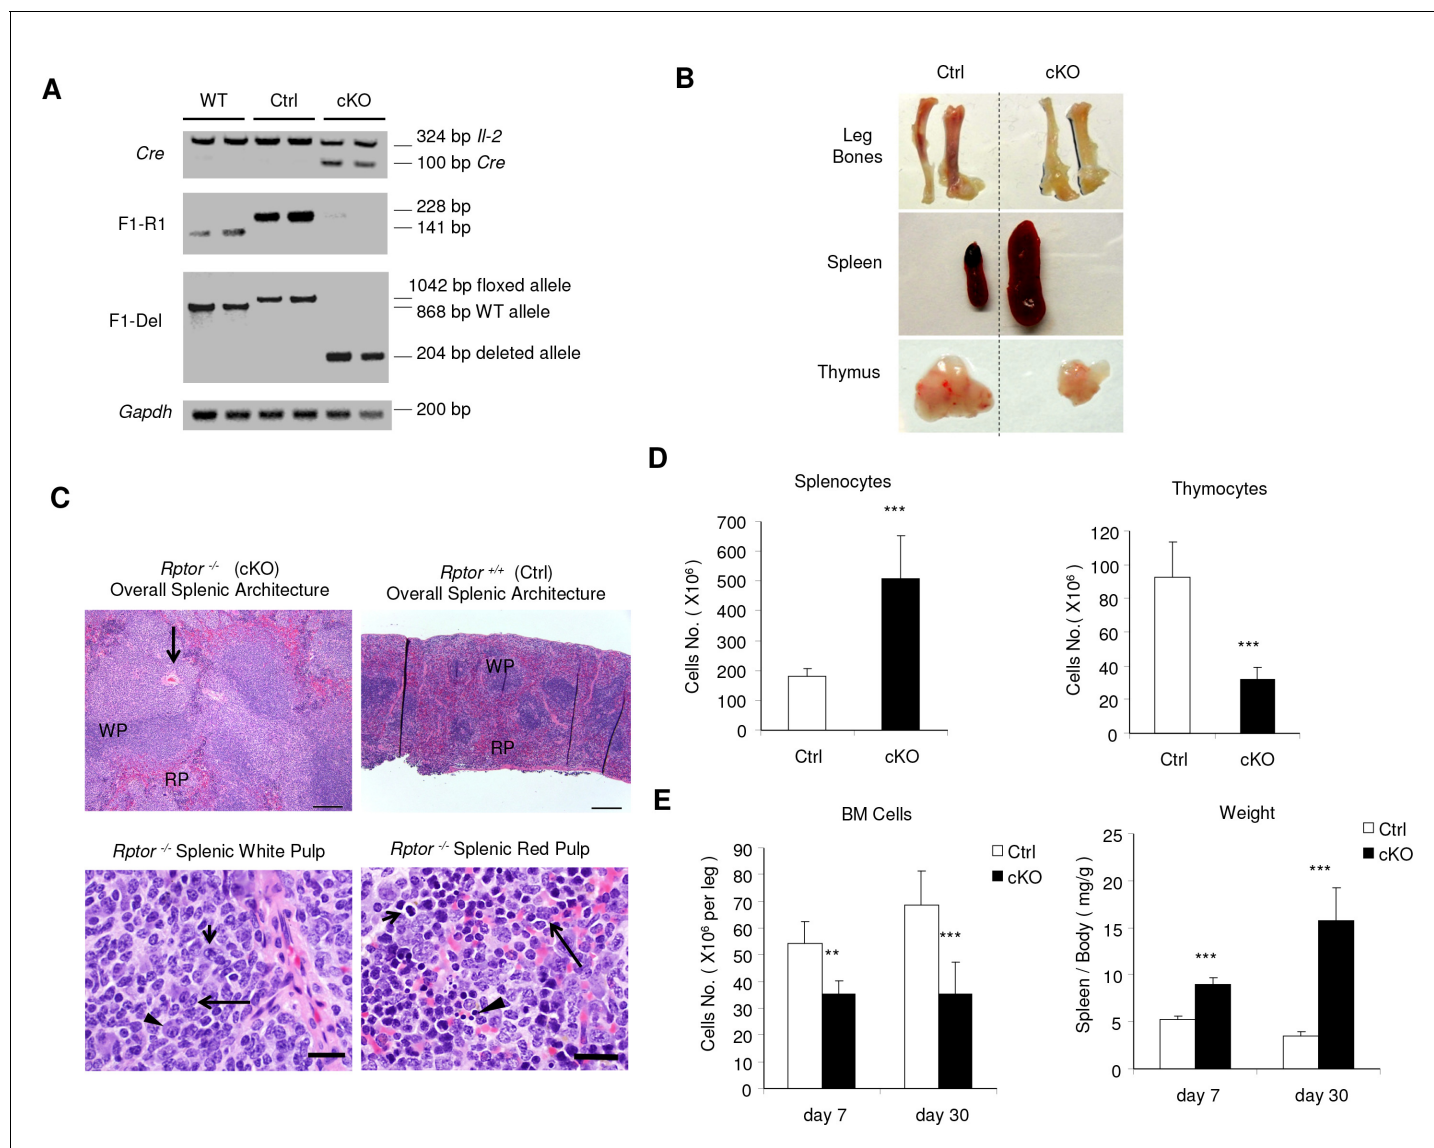 A
WT Ctrl cKO
Cre
324 bp Il-2
100 bp Cre
F1-R1
228 bp
141 bp
F1-Del
1042 bp floxed allele
868 bp WT allele
204 bp deleted allele
Gapdh
200 bp
B
Ctrl cKO
Leg
Bones
Spleen
Thymus
C
Rptor -/- (cKO)
Overall Splenic Architecture
WP
RP
Rptor +/+ (Ctrl)
Overall Splenic Architecture
WP
RP
Rptor -/- Splenic White Pulp
Rptor -/- Splenic Red Pulp
D
Splenocytes
Cells No. ( X10⁶ )
700
600
500
400
300
200
100
0
***
Ctrl cKO
Thymocytes
Cells No.( X10⁶ )
120
100
80
60
40
20
0
***
Ctrl cKO
E
BM Cells
Ctrl
cKO
Cells No. ( X10⁶ per leg )
90
80
70
60
50
40
30
20
10
0
**
***
day 7 day 30
Weight
Ctrl
cKO
Spleen / Body ( mg/g )
25
20
15
10
5
0
***
***
day 7 day 30